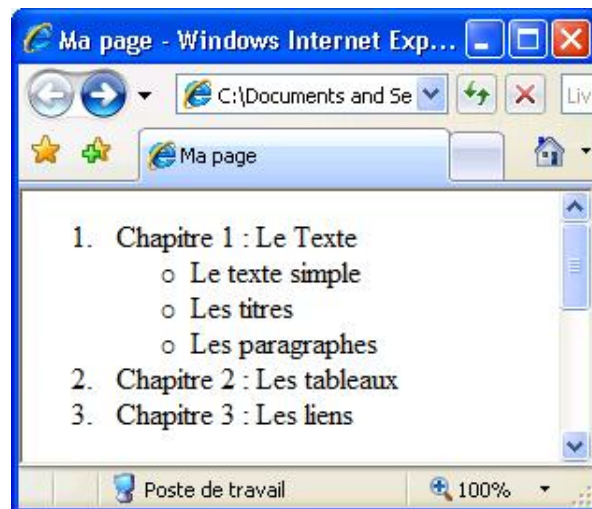 Ma page - Windows Internet Exp...
C:\Documents and Se
Liv
Ma page
1. Chapitre 1 : Le Texte
o Le texte simple
o Les titres
o Les paragraphes
2. Chapitre 2 : Les tableaux
3. Chapitre 3 : Les liens
Poste de travail 100%